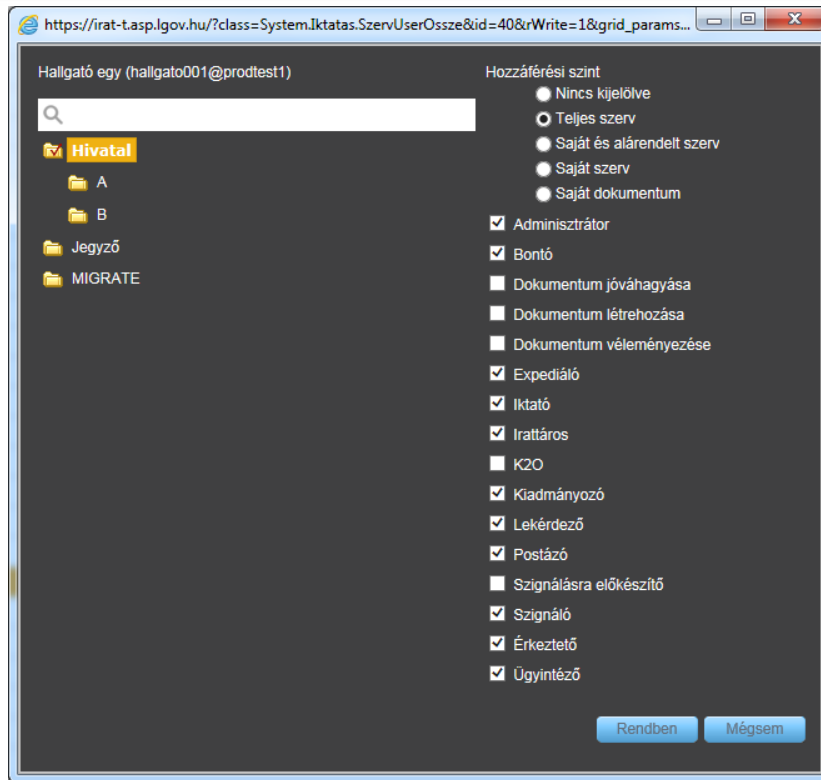 https://irat-t.asp.lgov.hu/?class=System.Iktatas.SzervUserOssze&id=40&rWrite=1&grid_params...
Hallgató egy (hallgato001@prodtest1)
Hivatal
A
B
Jegyző
MIGRATE
Hozzáférési szint
Nincs kijelölve
Teljes szerv
Saját és alárendelt szerv
Saját szerv
Saját dokumentum
Adminisztrátor
Bontó
Dokumentum jóváhagyása
Dokumentum létrehozása
Dokumentum véleményezése
Expediáló
Iktató
Irattáros
K2O
Kiadmányozó
Lekérdező
Postázó
Szignálásra előkészítő
Szignáló
Érkeztető
Ügyintéző
Rendben
Mégsem